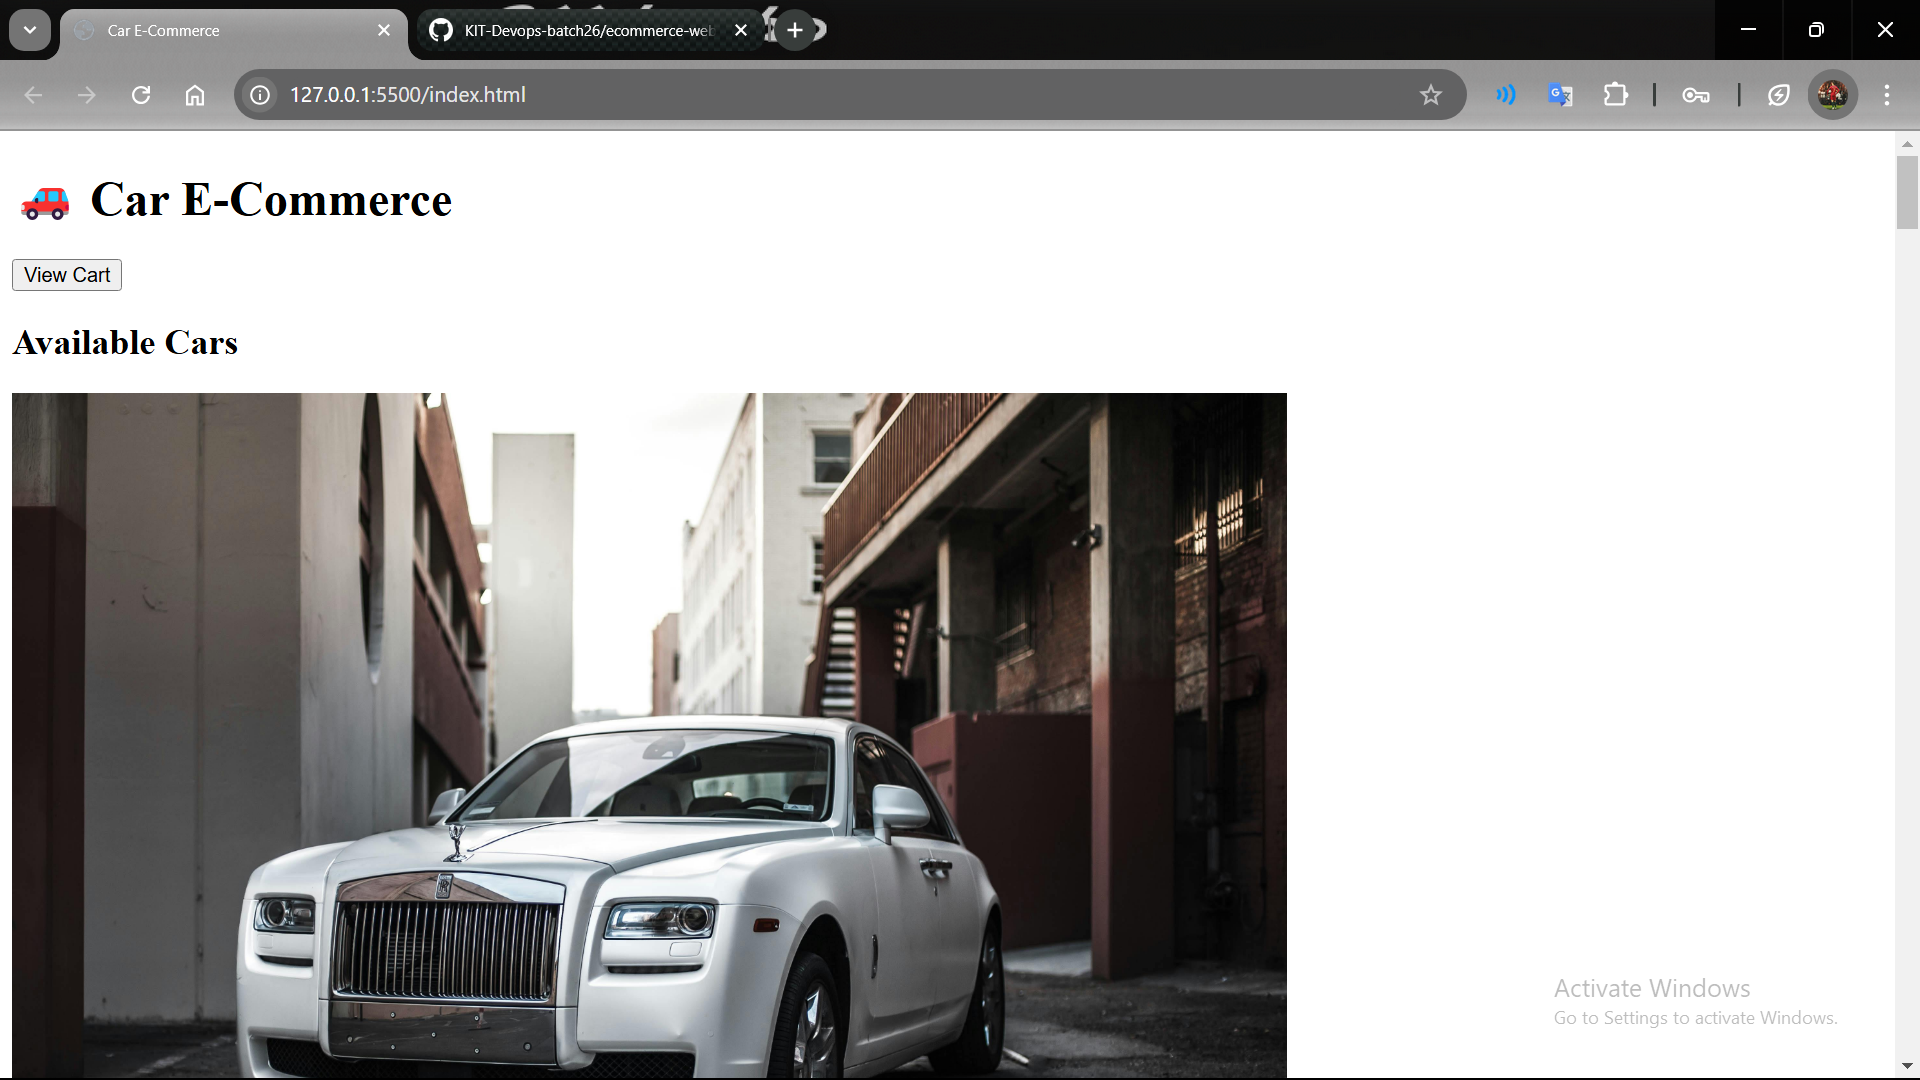 Car E-Commerce
KIT-Devops-batch26/ecommerce-we
127.0.0.1:5500/index.html
Car E-Commerce
View Cart
Available Cars
Activate Windows
Go to Settings to activate Windows.